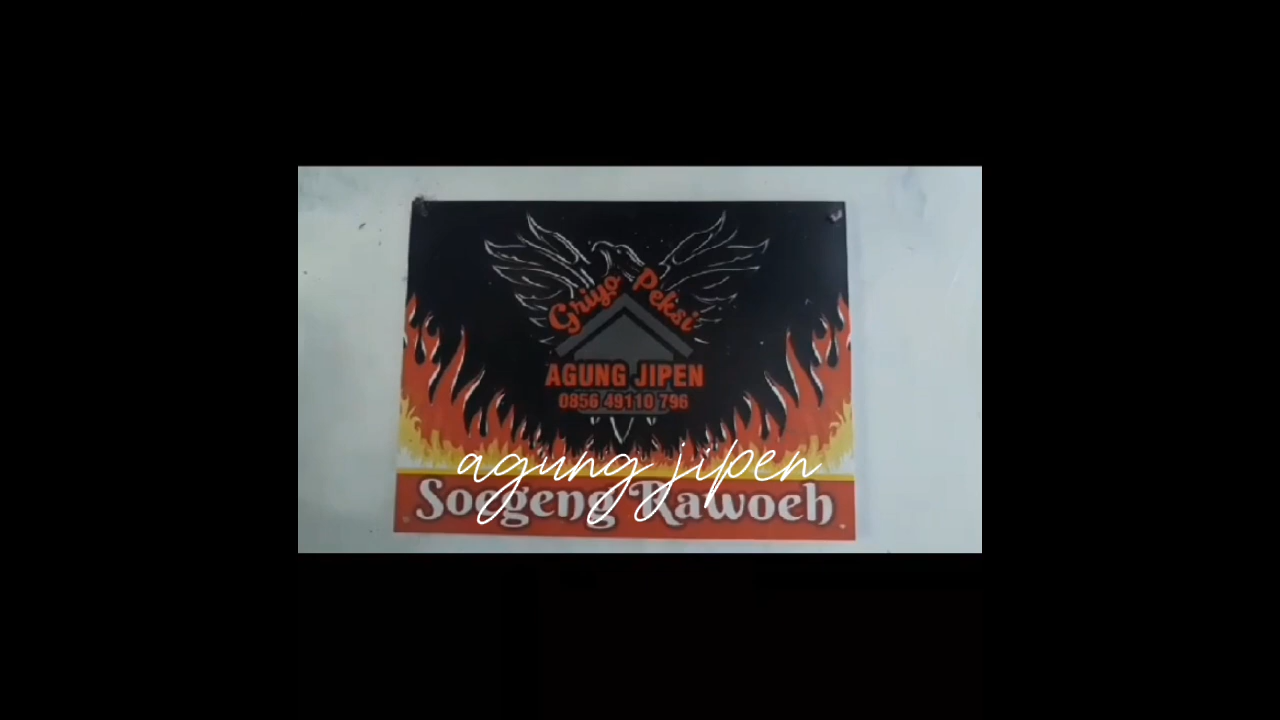 Griyo Peksi
AGUNG JIPEN
0856 49110 796
agung jipen
Soegeng Rawoeh